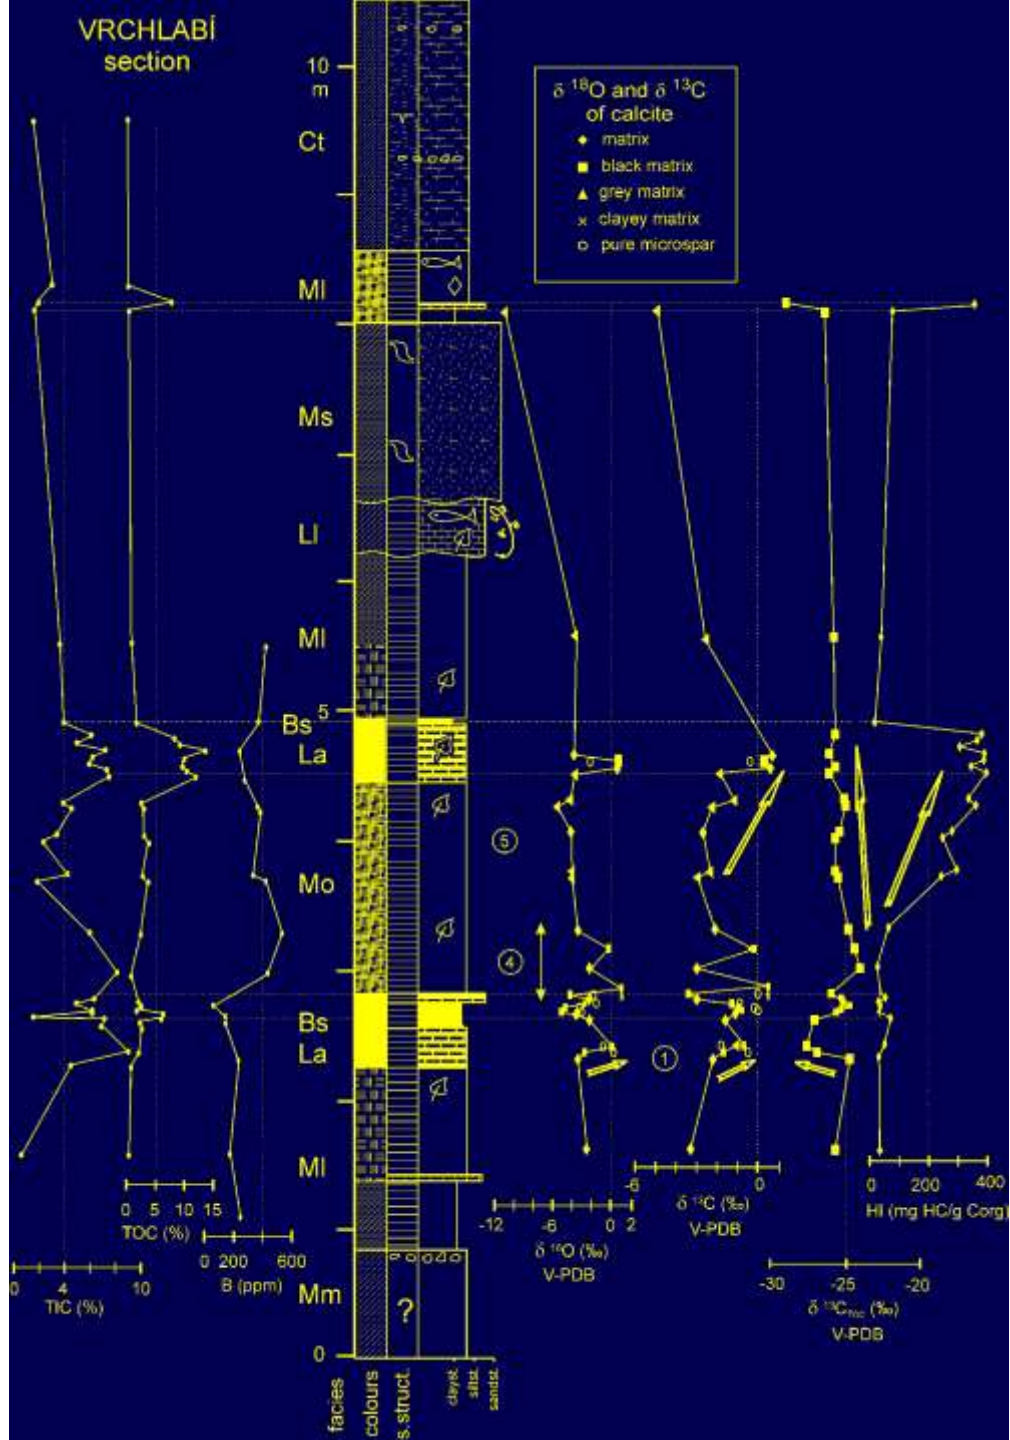 VRCHLABÍ
section
10
m
Ct
Ml
Ms
Ll
Ml
5
Bs
La
Mo
Bs
La
Ml
Mm
0
?
δ ¹⁸O and δ ¹³C
of calcite
matrix
black matrix
grey matrix
clayey matrix
pure microspar
5
4
1
0 5 10 15
TOC (%)
0 200 600
B (ppm)
0 4 10
TIC (%)
-12 -6 0 2
δ ¹⁸O (‰)
V-PDB
-6 0
δ ¹³C (‰)
V-PDB
0 200 400
HI (mg HC/g Corg)
-30 -25 -20
δ ¹³C_TOC (‰)
V-PDB
facies
colours
s.struct.
clayst.
siltst.
sandst.